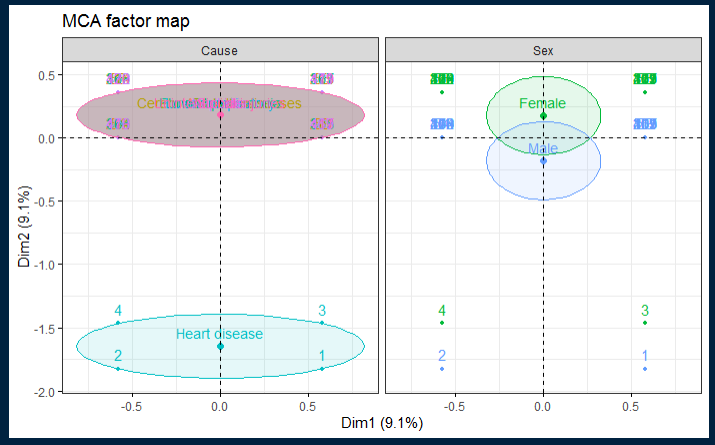 MCA factor map
Cause
Sex
0.5
0.0
-0.5
-1.0
-1.5
-2.0
Dim2 (9.1%)
Female
Male
4 3
Heart disease
2 1
4 3
2 1
-0.5 0.0 0.5
-0.5 0.0 0.5
Dim1 (9.1%)